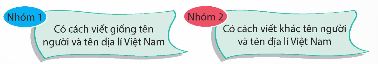 Nhóm 1
Có cách viết giống tên
người và tên địa lí Việt Nam
Nhóm 2
Có cách viết khác tên người
và tên địa lí Việt Nam